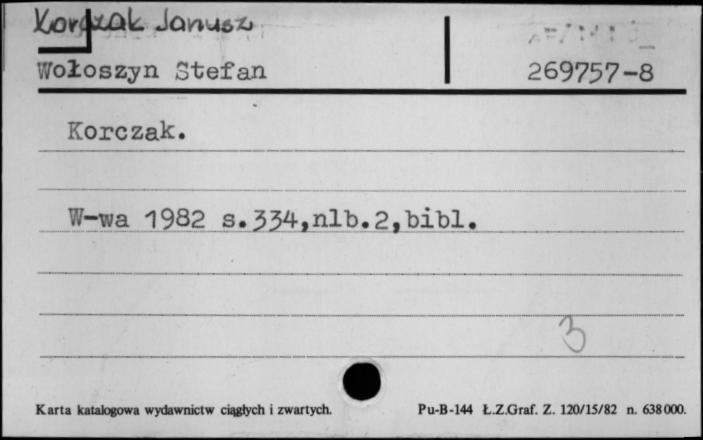 Korczak Janusz
Wołoszyn Stefan 269757-8
Korczak.
W-wa 1982 s.334,nlb.2,bibl.
3
Karta katalogowa wydawnictw ciągłych i zwartych. Pu-B-144 Ł.Z.Graf. Z. 120/15/82 n. 638000.